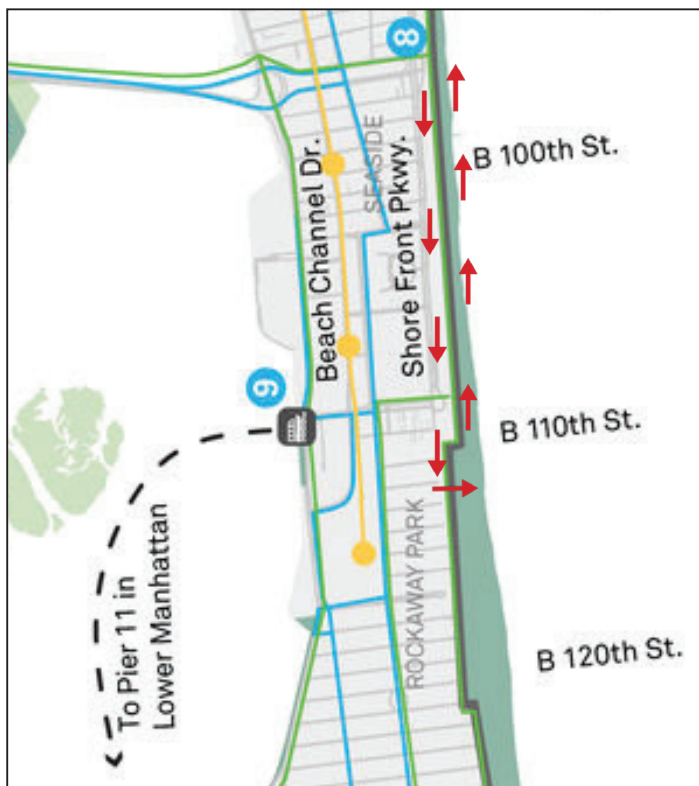 8
Beach Channel Dr.
SEASIDE
Shore Front Pkwy.
B 100th St.
9
B 110th St.
To Pier 11 in
Lower Manhattan
ROCKAWAY PARK
B 120th St.